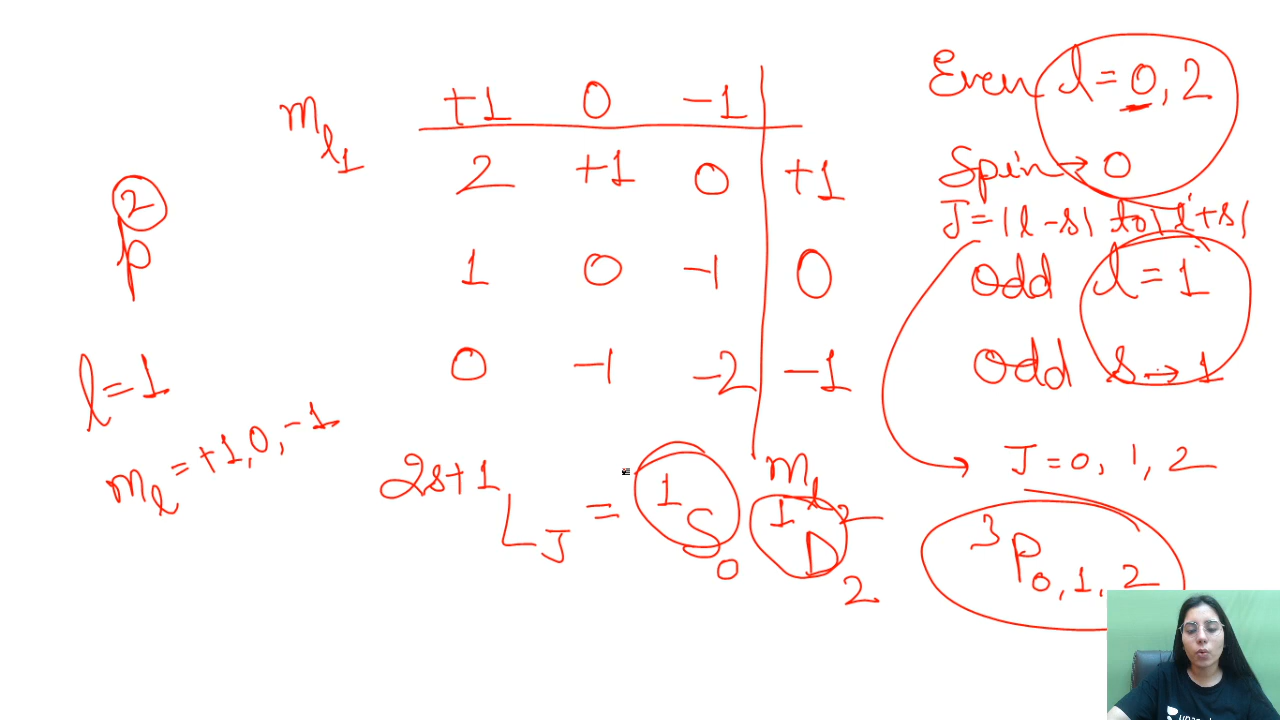 m_l1 +1 0 -1
2 +1 0 +1
1 0 -1 0
0 -1 -2 -1
m_l2
p²
l=1
m_l = +1, 0, -1
2s+1 L J = ¹S₀ ¹D₂
Even l = 0, 2
Spin → 0
J = |l-s| to |l+s|
odd l = 1
odd s → 1
J = 0, 1, 2
³P₀,₁,₂